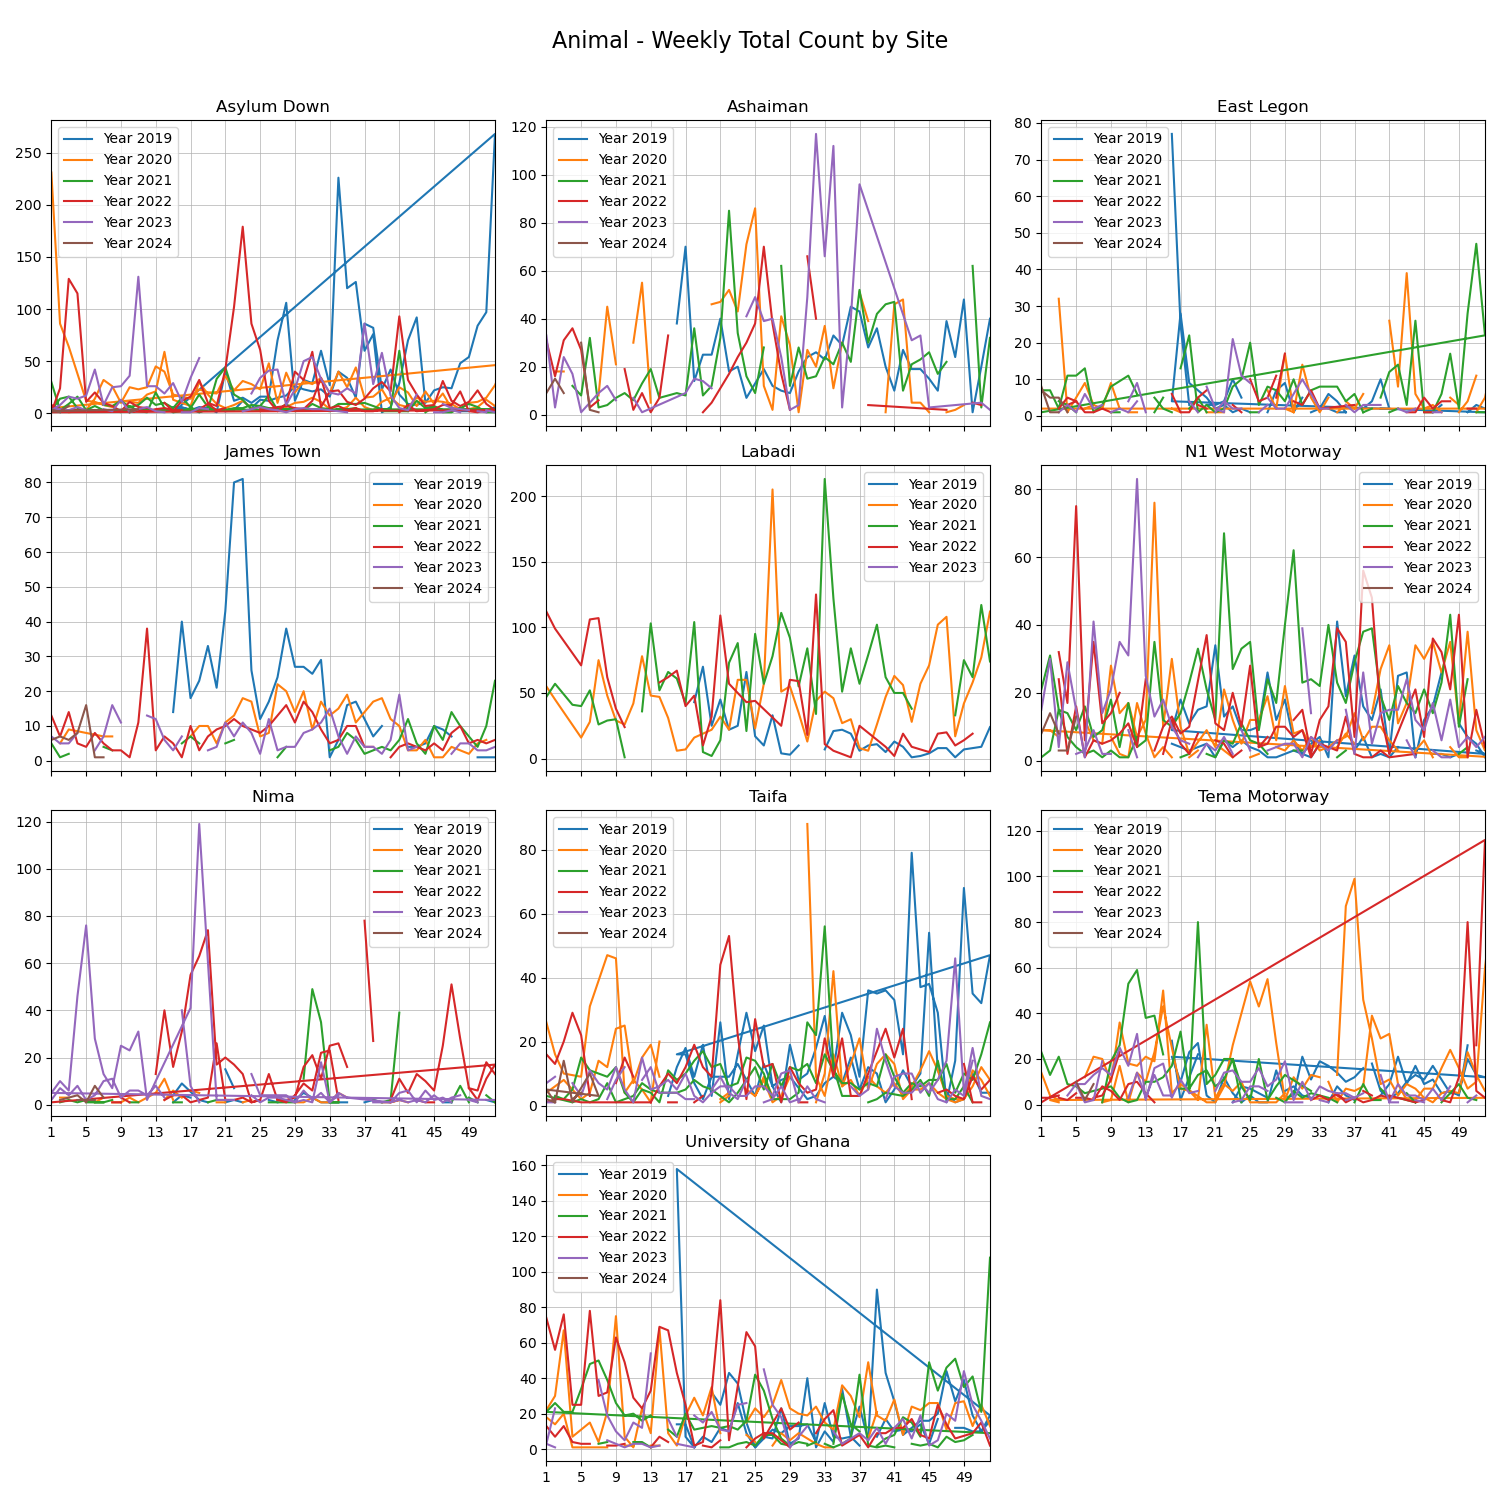 Animal - Weekly Total Count by Site
Asylum Down
250
200
150
100
50
0
Year 2019
Year 2020
Year 2021
Year 2022
Year 2023
Year 2024
Ashaiman
120
100
80
60
40
20
0
Year 2019
Year 2020
Year 2021
Year 2022
Year 2023
Year 2024
East Legon
80
70
60
50
40
30
20
10
0
Year 2019
Year 2020
Year 2021
Year 2022
Year 2023
Year 2024
James Town
80
70
60
50
40
30
20
10
0
Year 2019
Year 2020
Year 2021
Year 2022
Year 2023
Year 2024
Labadi
200
150
100
50
0
Year 2019
Year 2020
Year 2021
Year 2022
Year 2023
N1 West Motorway
80
60
40
20
0
Year 2019
Year 2020
Year 2021
Year 2022
Year 2023
Year 2024
Nima
120
100
80
60
40
20
0
Year 2019
Year 2020
Year 2021
Year 2022
Year 2023
Year 2024
1 5 9 13 17 21 25 29 33 37 41 45 49
Taifa
80
60
40
20
0
Year 2019
Year 2020
Year 2021
Year 2022
Year 2023
Year 2024
Tema Motorway
120
100
80
60
40
20
0
Year 2019
Year 2020
Year 2021
Year 2022
Year 2023
Year 2024
1 5 9 13 17 21 25 29 33 37 41 45 49
University of Ghana
160
140
120
100
80
60
40
20
0
Year 2019
Year 2020
Year 2021
Year 2022
Year 2023
Year 2024
1 5 9 13 17 21 25 29 33 37 41 45 49